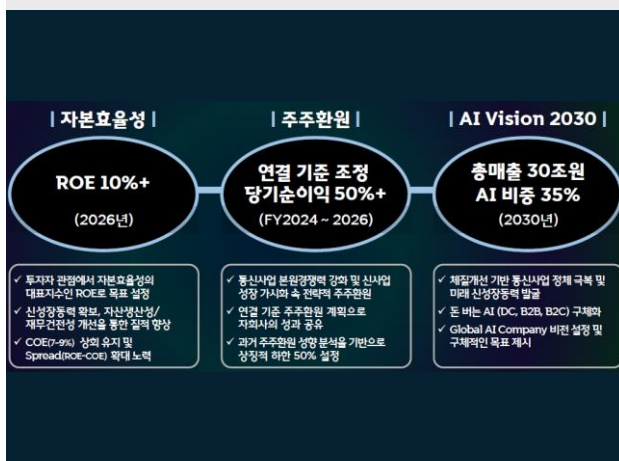 | 자본효율성 |
ROE 10%+
(2026년)
✓ 투자자 관점에서 자본효율성의
대표지수인 ROE로 목표 설정
✓ 신성장동력 확보, 자산생산성/
재무건전성 개선을 통한 질적 향상
✓ COE(7-9%) 상회 유지 및
Spread(ROE-COE) 확대 노력
| 주주환원 |
연결 기준 조정
당기순이익 50%+
(FY2024 ~ 2026)
✓ 통신사업 본원경쟁력 강화 및 신사업
성장 가시화 속 전략적 주주환원
✓ 연결 기준 주주환원 계획으로
자회사의 성과 공유
✓ 과거 주주환원 성향 분석을 기반으로
상징적 하한 50% 설정
| AI Vision 2030 |
총매출 30조원
AI 비중 35%
(2030년)
✓ 체질개선 기반 통신사업 정체 극복 및
미래 신성장동력 발굴
✓ 돈 버는 AI (DC, B2B, B2C) 구체화
✓ Global AI Company 비전 설정 및
구체적인 목표 제시